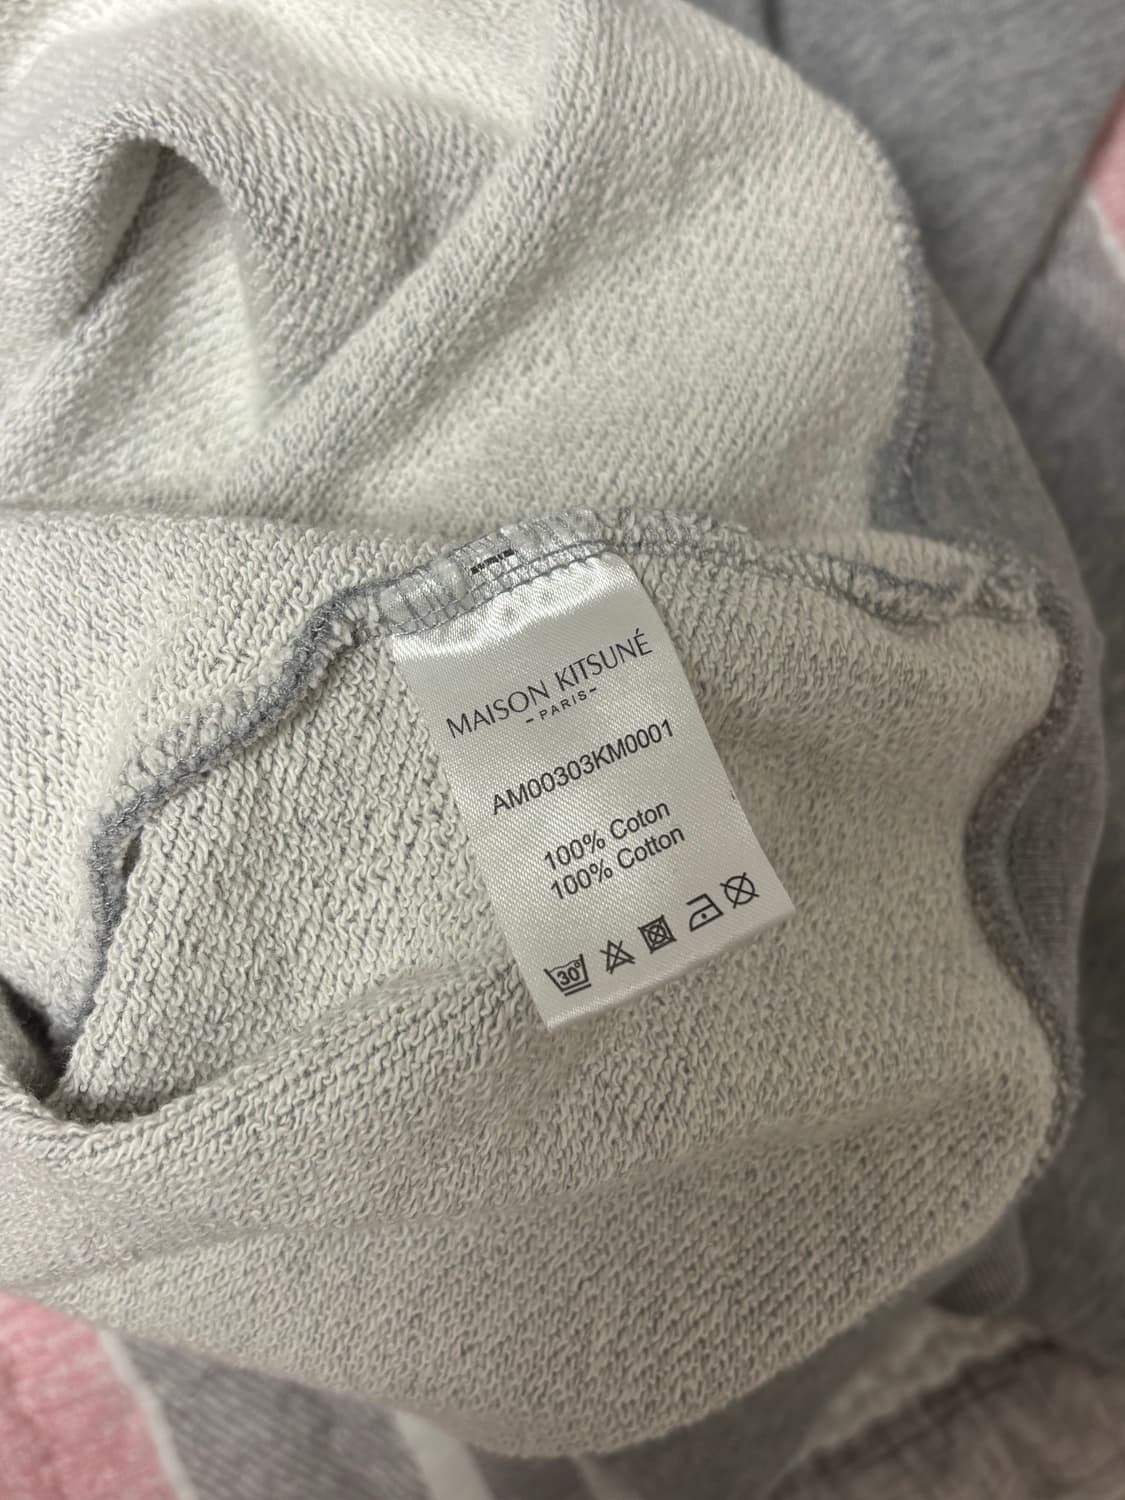 MAISON KITSUNÉ
-PARIS-
AM00303KM0001
100% Coton
100% Cotton
30°